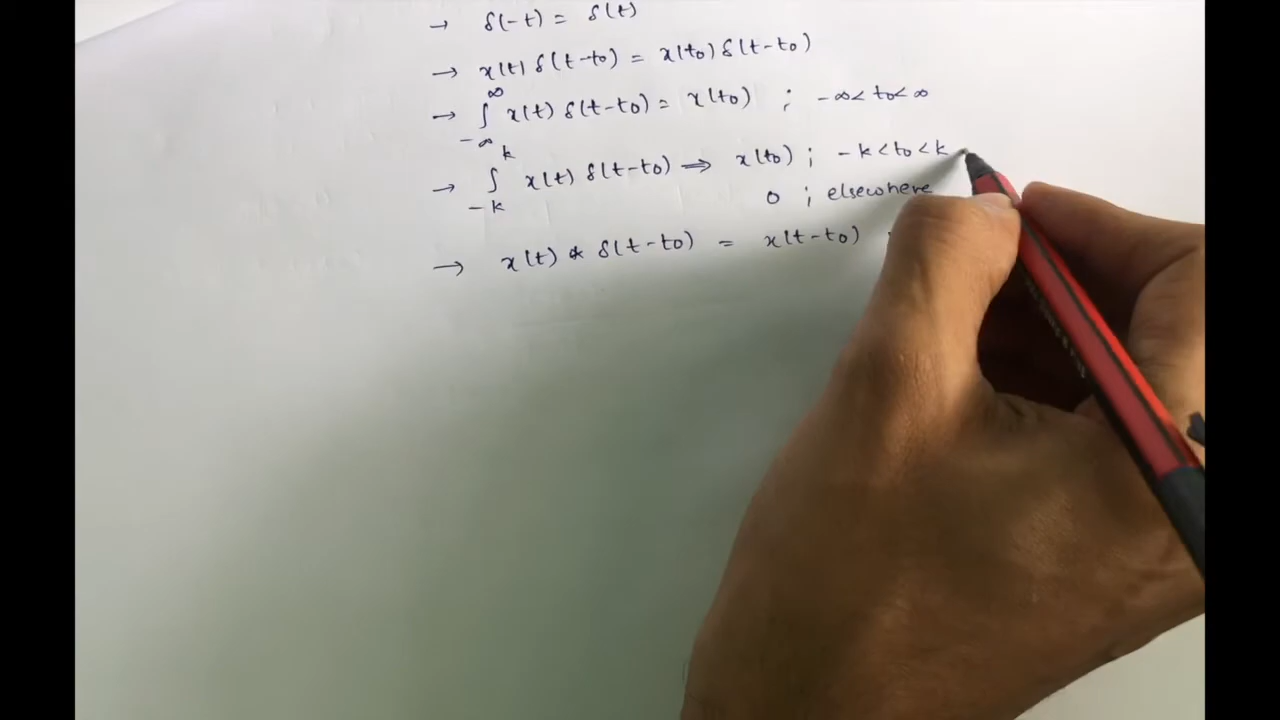 → δ(-t) = δ(t)
→ x(t) δ(t-t0) = x(t0) δ(t-t0)
→ ∫_{-∞}^{∞} x(t) δ(t-t0) = x(t0) ; -∞ < t0 < ∞
→ ∫_{-k}^{k} x(t) δ(t-t0) ⇒ x(t0) ; -k < t0 < k
0 ; elsewhere
→ x(t) * δ(t-t0) = x(t-t0)